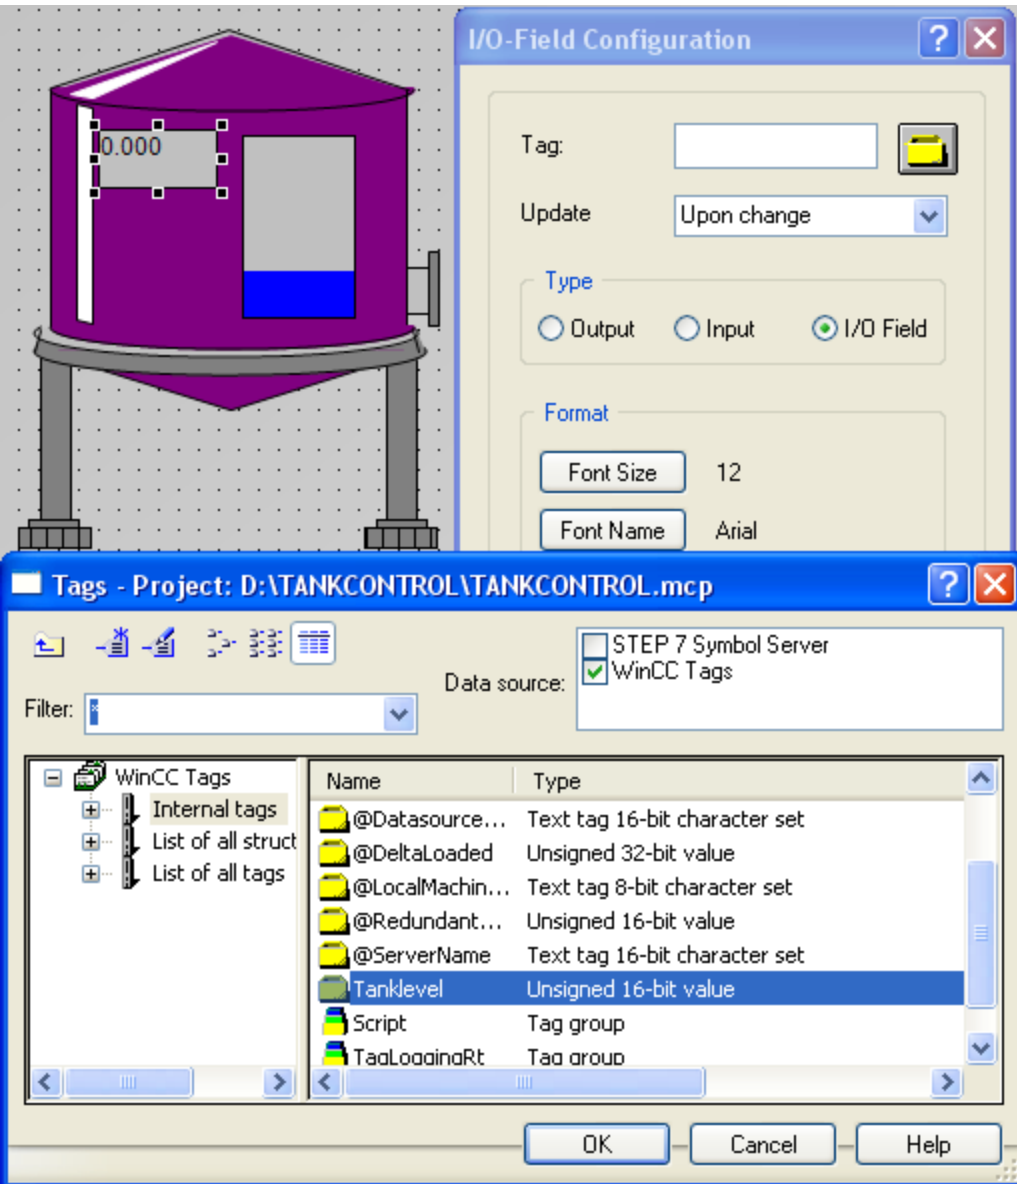 I/O-Field Configuration
0.000
Tag:
Update Upon change
Type
Output Input I/O Field
Format
Font Size 12
Font Name Arial
Tags - Project: D:\TANKCONTROL\TANKCONTROL.mcp
Data source:
STEP 7 Symbol Server
WinCC Tags
Filter: *
WinCC Tags
Internal tags
List of all struct
List of all tags
Name Type
@Datasource... Text tag 16-bit character set
@DeltaLoaded Unsigned 32-bit value
@LocalMachin... Text tag 8-bit character set
@Redundant... Unsigned 16-bit value
@ServerName Text tag 16-bit character set
Tanklevel Unsigned 16-bit value
Script Tag group
TagLoggingRt Tag group
OK Cancel Help